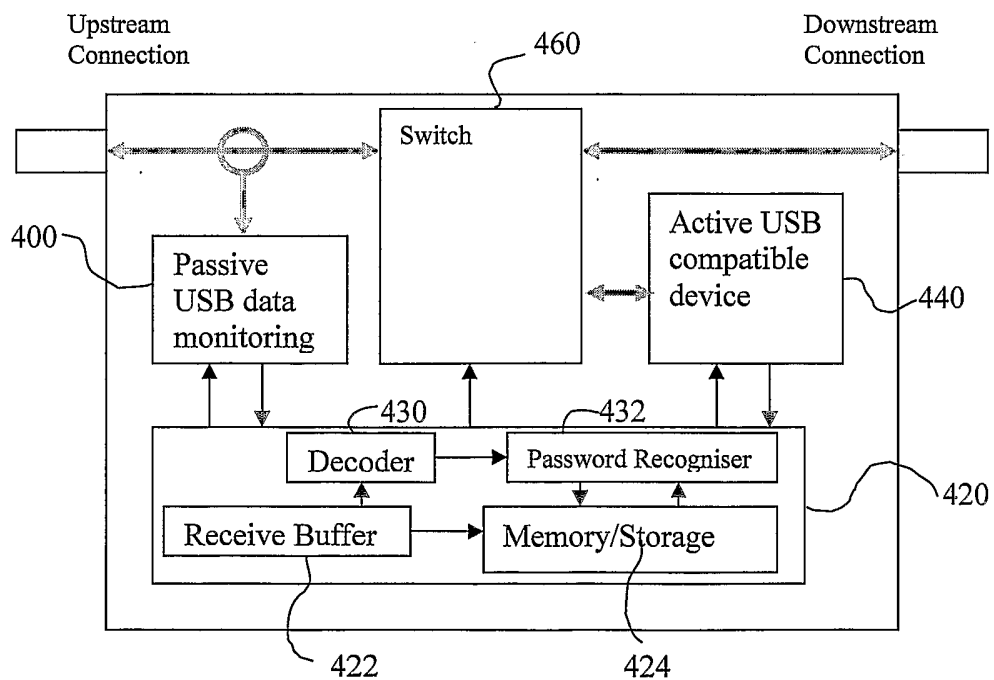 Upstream
Connection
Downstream
Connection
460
Switch
400
Passive
USB data
monitoring
Active USB
compatible
device
440
430
432
Decoder
Password Recogniser
420
Receive Buffer
Memory/Storage
422
424